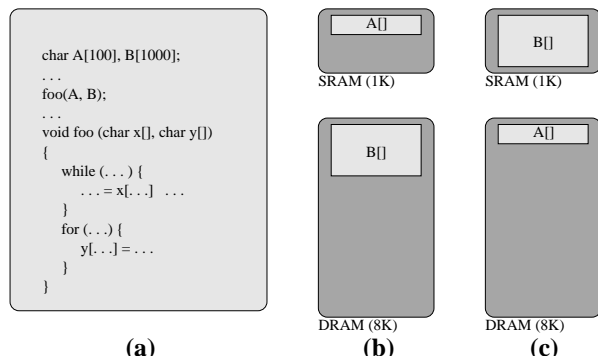 char A[100], B[1000];
. . .
foo(A, B);
. . .
void foo (char x[], char y[])
{
while (. . . ) {
. . . = x[. . .]   . . .
}
for (. . .) {
y[. . .] = . . .
}
}
(a)
A[]
SRAM (1K)
B[]
DRAM (8K)
(b)
B[]
SRAM (1K)
A[]
DRAM (8K)
(c)